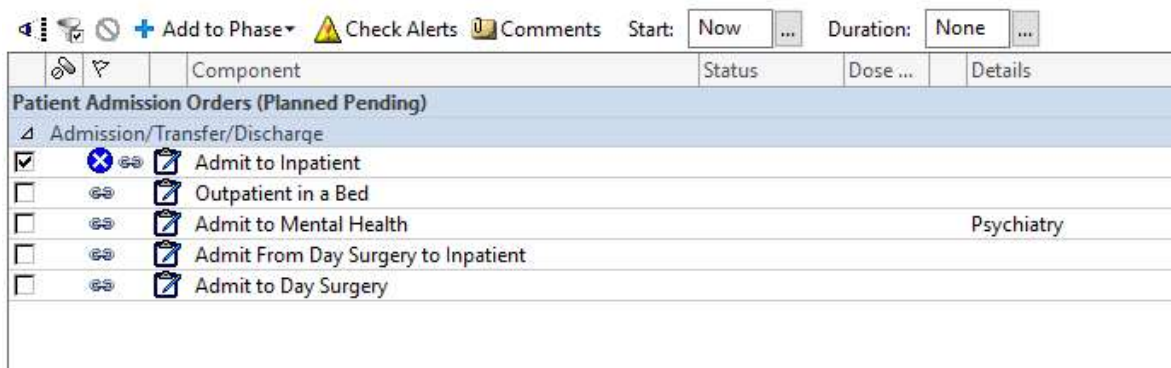 Add to Phase Check Alerts Comments Start: Now ... Duration: None ...
Component Status Dose ... Details
Patient Admission Orders (Planned Pending)
Admission/Transfer/Discharge
Admit to Inpatient
Outpatient in a Bed
Admit to Mental Health Psychiatry
Admit From Day Surgery to Inpatient
Admit to Day Surgery